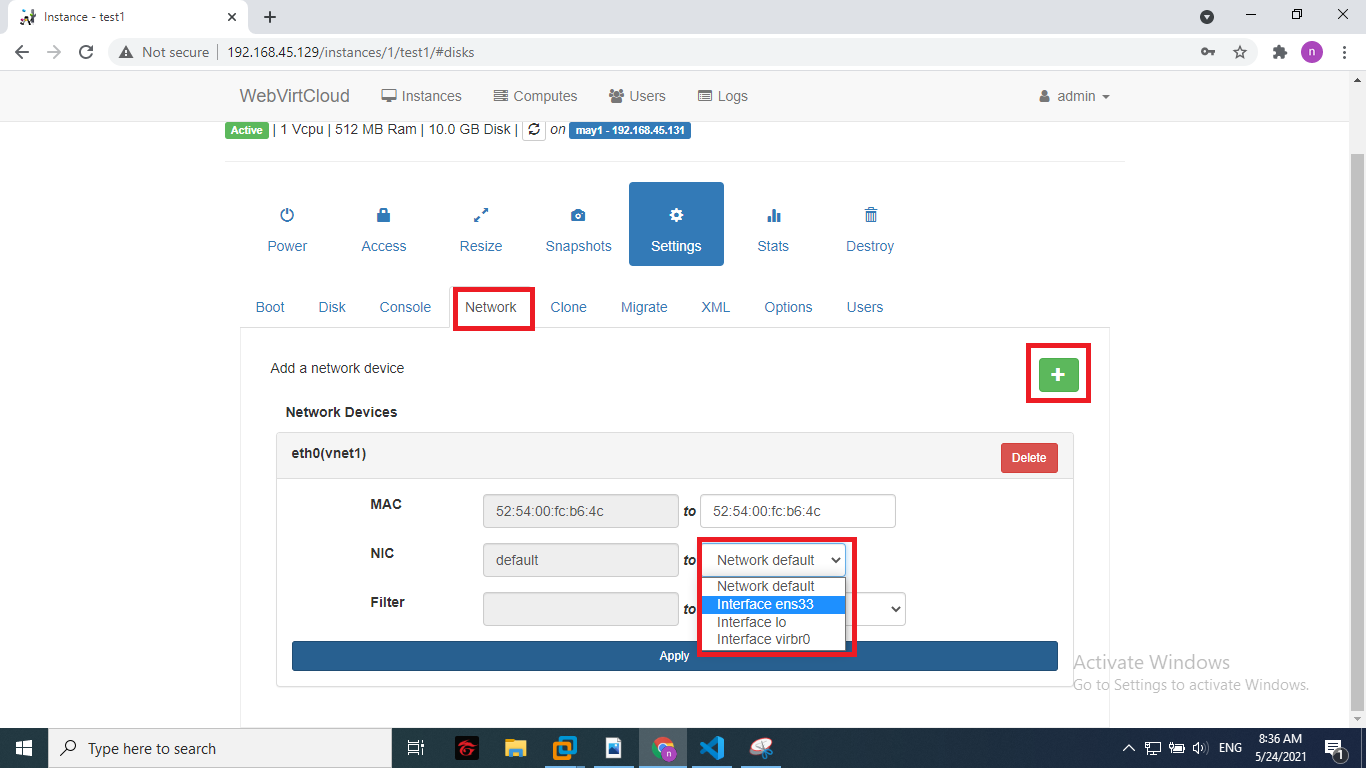 Instance - test1
Not secure 192.168.45.129/instances/1/test1/#disks
n
WebVirtCloud Instances Computes Users Logs admin
Active | 1 Vcpu | 512 MB Ram | 10.0 GB Disk | on may1 - 192.168.45.131
Power Access Resize Snapshots Settings Stats Destroy
Boot Disk Console Network Clone Migrate XML Options Users
Add a network device
Network Devices
eth0(vnet1) Delete
MAC 52:54:00:fc:b6:4c to 52:54:00:fc:b6:4c
NIC default to Network default
Network default
Interface ens33
Filter to
Interface lo
Interface virbr0
Apply
Activate Windows
Go to Settings to activate Windows.
Type here to search
n
ENG
8:36 AM
5/24/2021
1